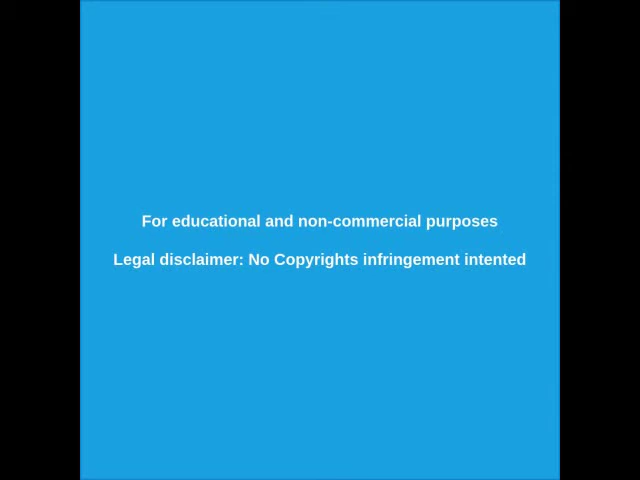 For educational and non-commercial purposes
Legal disclaimer: No Copyrights infringement intented